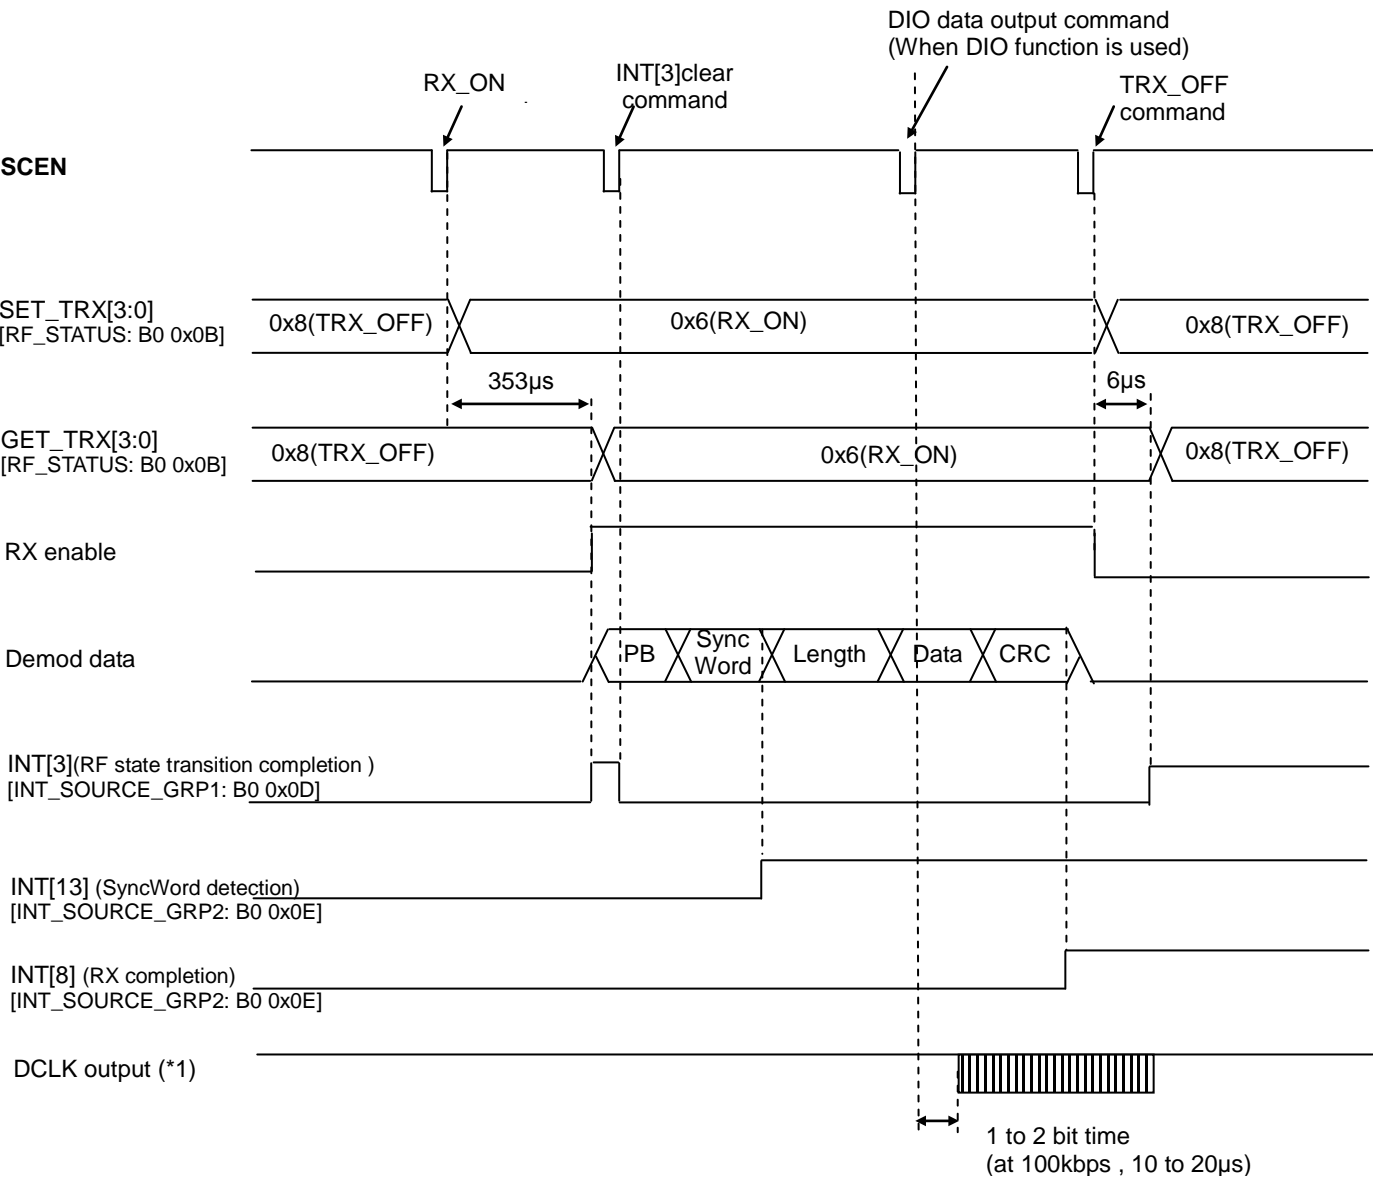 DIO data output command
(When DIO function is used)
RX_ON
INT[3]clear
command
TRX_OFF
command
SCEN
SET_TRX[3:0]
[RF_STATUS: B0 0x0B]
0x8(TRX_OFF)
0x6(RX_ON)
0x8(TRX_OFF)
353µs
6µs
GET_TRX[3:0]
[RF_STATUS: B0 0x0B]
0x8(TRX_OFF)
0x6(RX_ON)
0x8(TRX_OFF)
RX enable
Demod data
PB
Sync
Word
Length
Data
CRC
INT[3](RF state transition completion )
[INT_SOURCE_GRP1: B0 0x0D]
INT[13] (SyncWord detection)
[INT_SOURCE_GRP2: B0 0x0E]
INT[8] (RX completion)
[INT_SOURCE_GRP2: B0 0x0E]
DCLK output (*1)
1 to 2 bit time
(at 100kbps , 10 to 20µs)